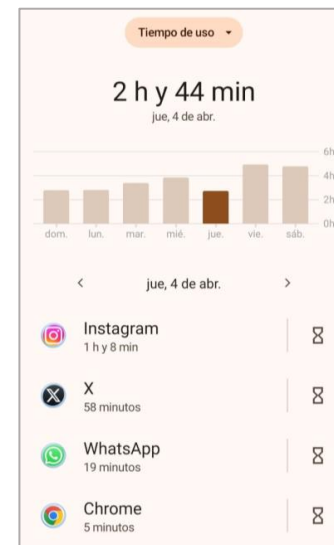 Tiempo de uso
2 h y 44 min
jue, 4 de abr.
6h
4h
2h
0h
dom. lun. mar. mié. jue. vie. sáb.
jue, 4 de abr.
Instagram
1 h y 8 min
X
58 minutos
WhatsApp
19 minutos
Chrome
5 minutos